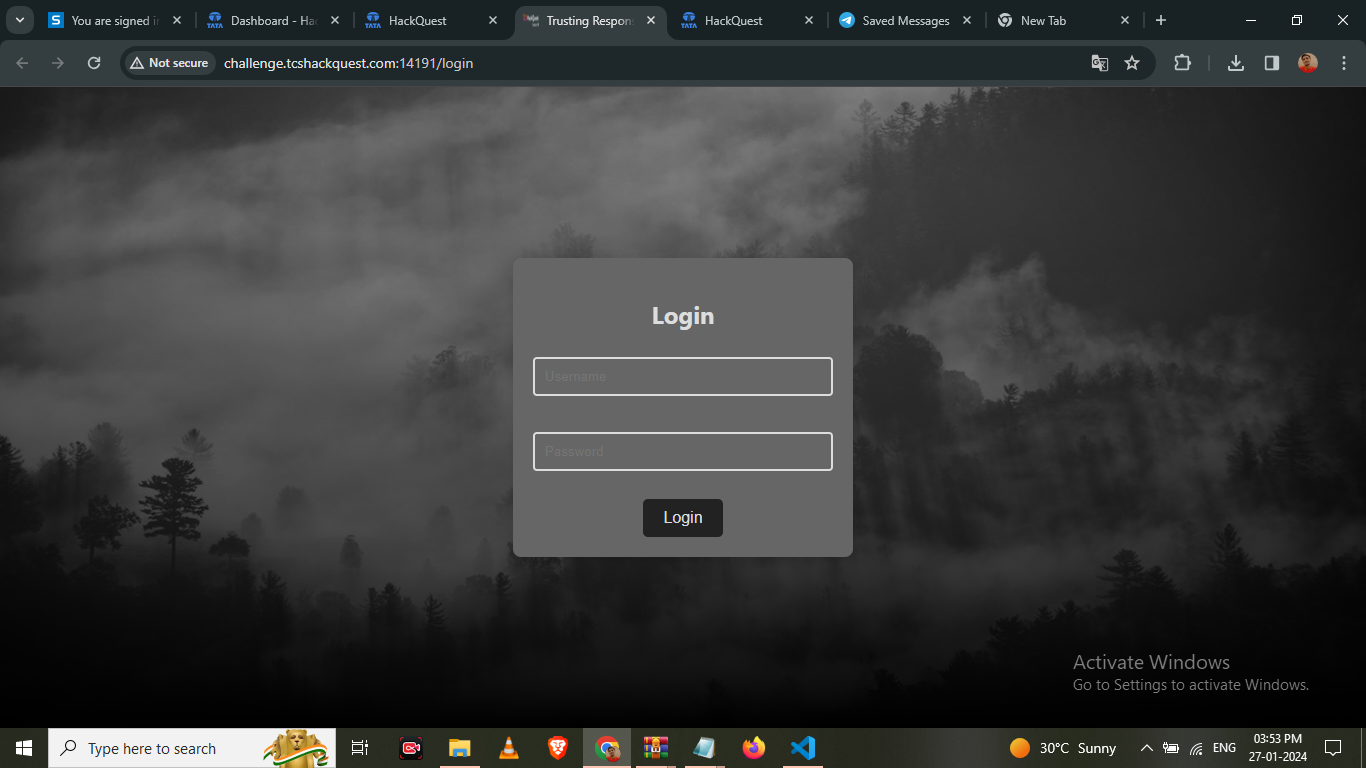 You are signed in
Dashboard - Hac
HackQuest
Trusting Respons
HackQuest
Saved Messages
New Tab
Not secure
challenge.tcshackquest.com:14191/login
Login
Username
Password
Login
Activate Windows
Go to Settings to activate Windows.
Type here to search
30°C Sunny
ENG
03:53 PM
27-01-2024